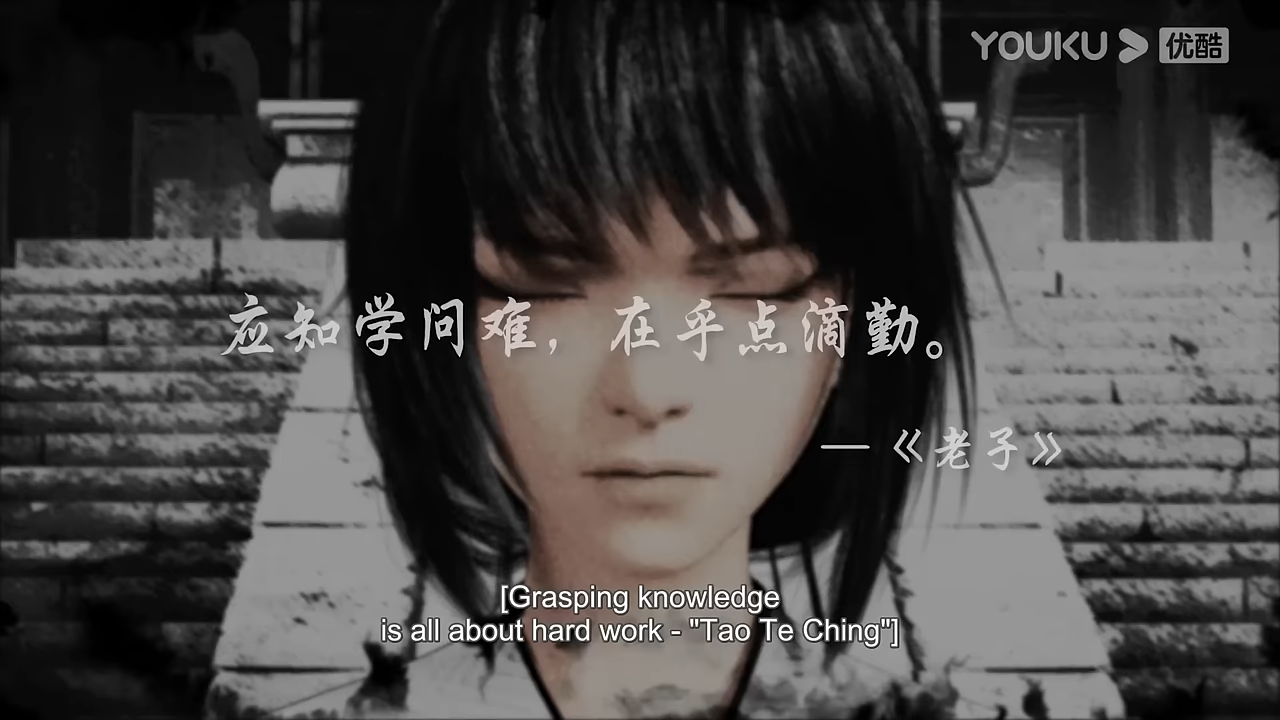 YOUKU 优酷
应知学问难，在乎点滴勤。
—《老子》
[Grasping knowledge
is all about hard work - "Tao Te Ching"]